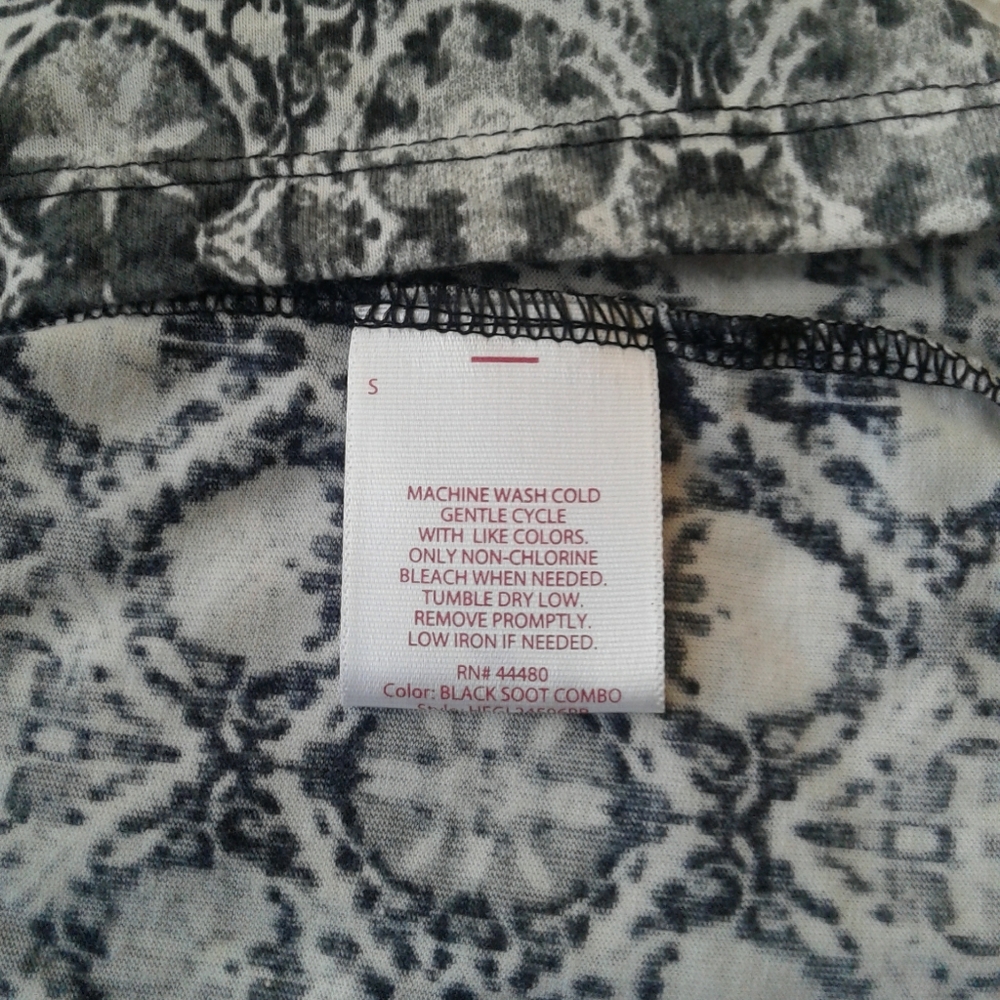 S
MACHINE WASH COLD
GENTLE CYCLE
WITH LIKE COLORS.
ONLY NON-CHLORINE
BLEACH WHEN NEEDED.
TUMBLE DRY LOW.
REMOVE PROMPTLY.
LOW IRON IF NEEDED.
RN# 44480
Color: BLACK SOOT COMBO